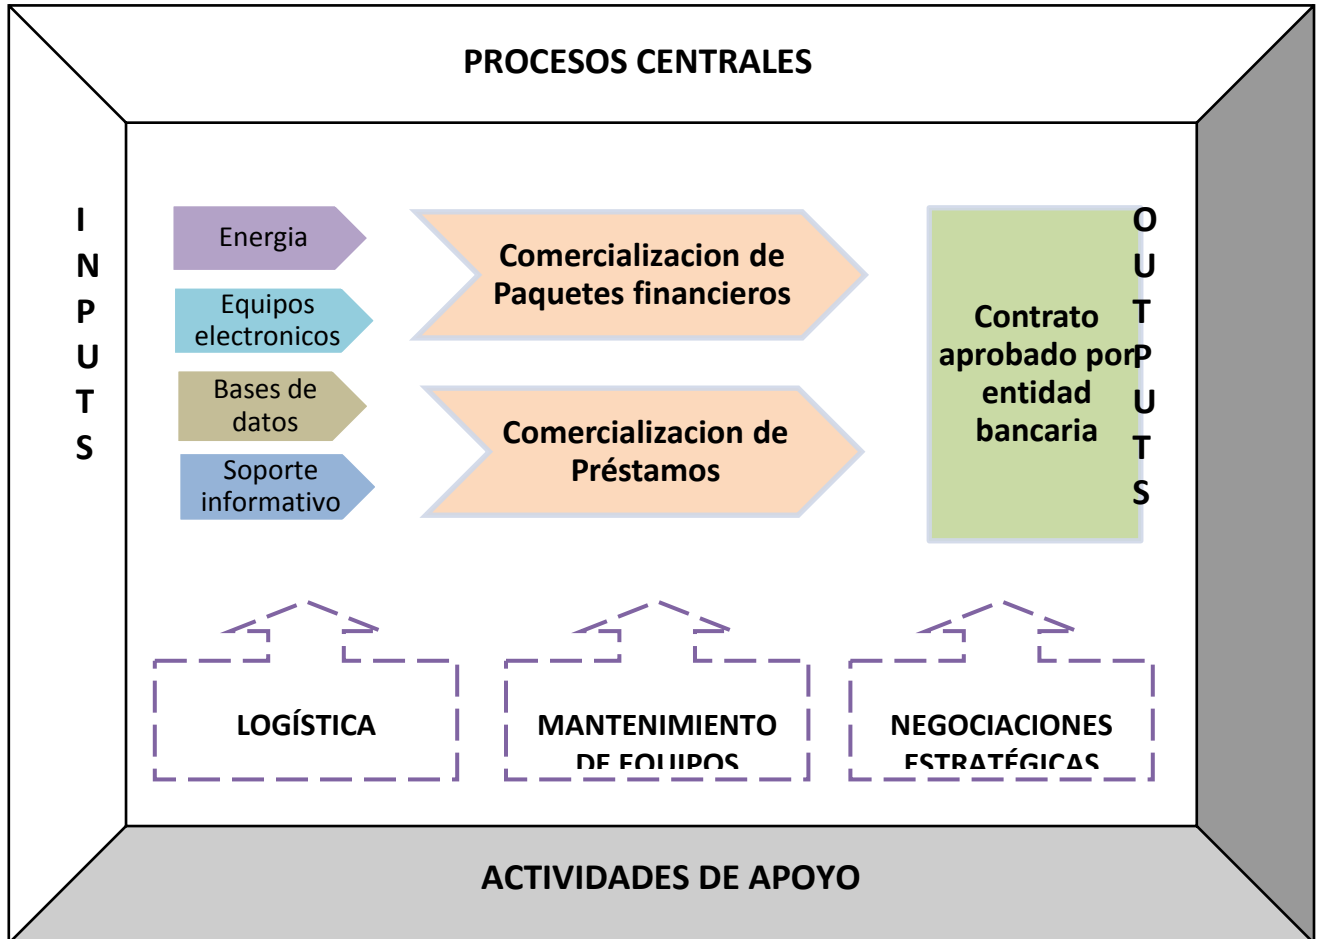 PROCESOS CENTRALES
I
N
P
U
T
S
Energia
Equipos
electronicos
Bases de
datos
Soporte
informativo
Comercializacion de
Paquetes financieros
Comercializacion de
Préstamos
Contrato
aprobado por
entidad
bancaria
O
U
T
P
U
T
S
LOGÍSTICA
MANTENIMIENTO
DE EQUIPOS
NEGOCIACIONES
ESTRATÉGICAS
ACTIVIDADES DE APOYO